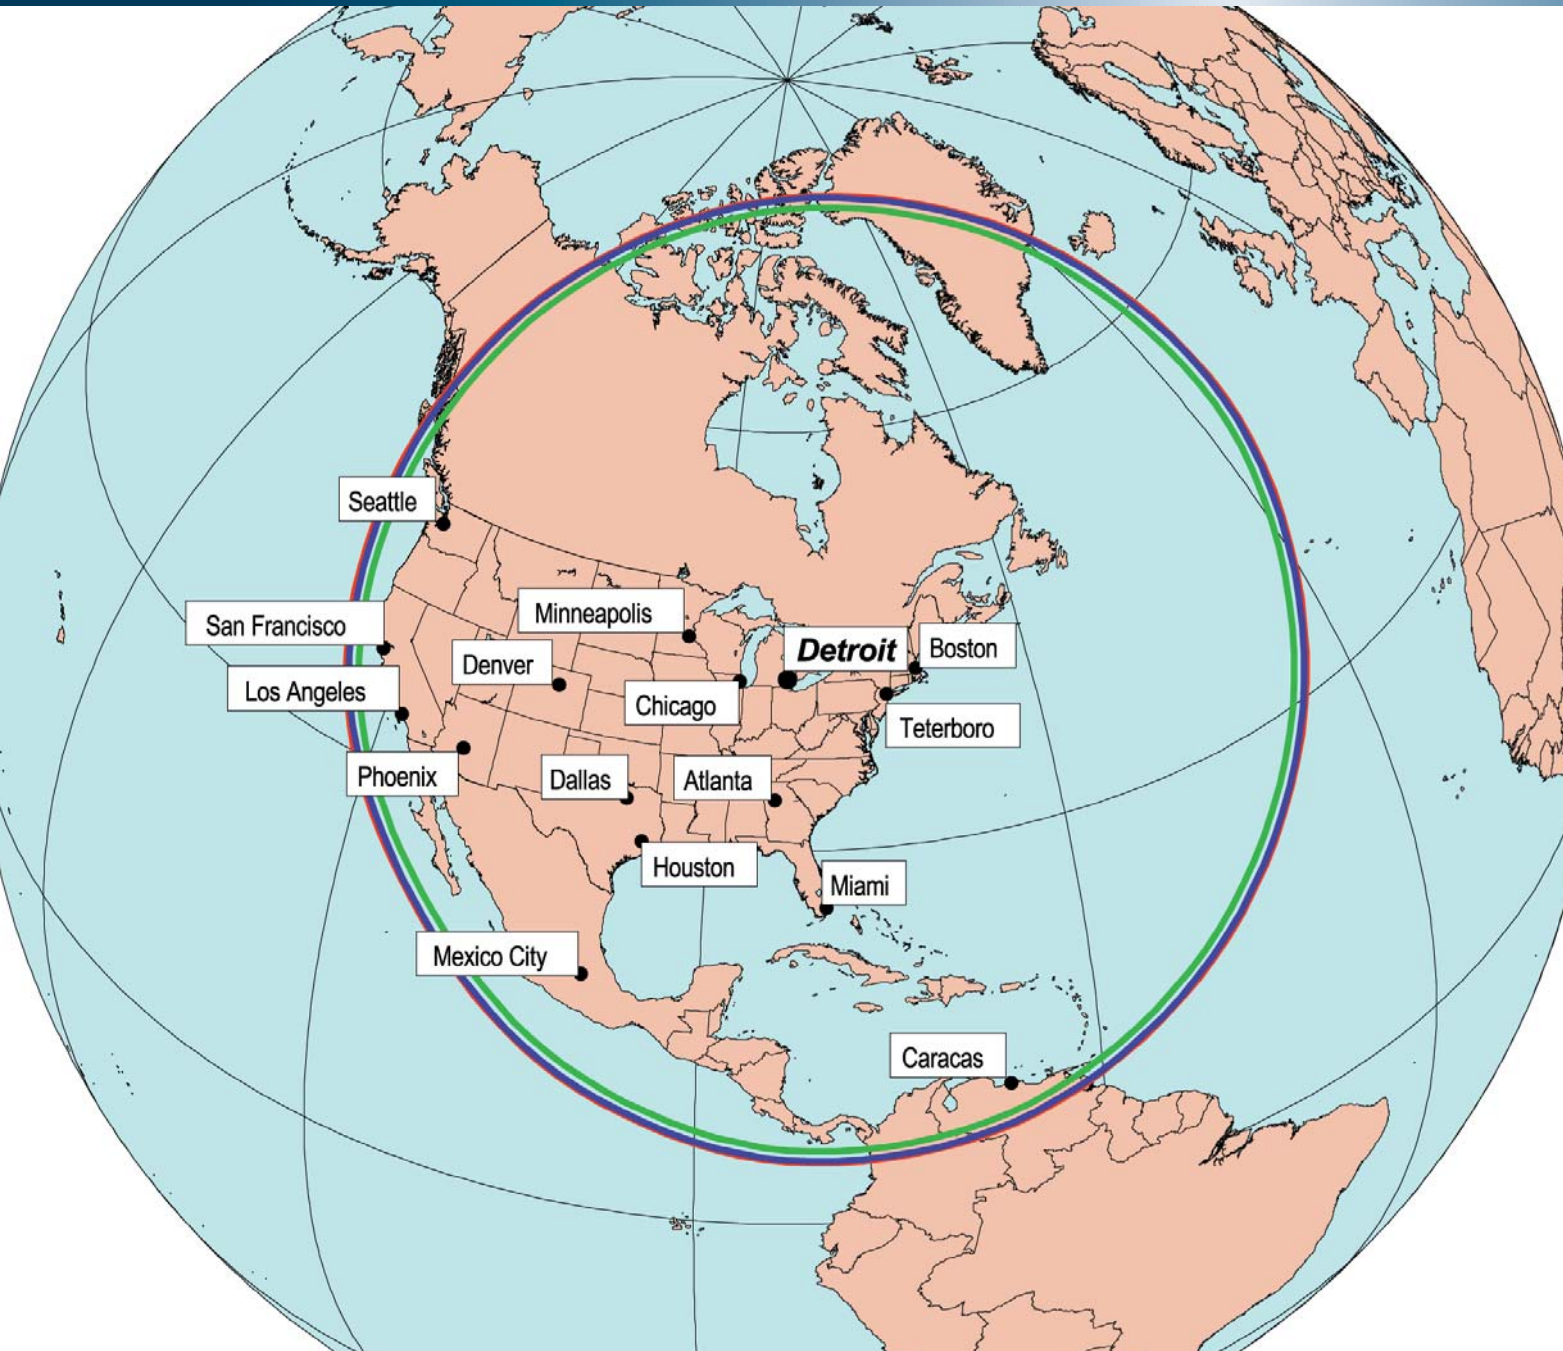 Seattle
Minneapolis
San Francisco
Detroit
Boston
Denver
Los Angeles
Chicago
Teterboro
Phoenix
Dallas
Atlanta
Houston
Miami
Mexico City
Caracas